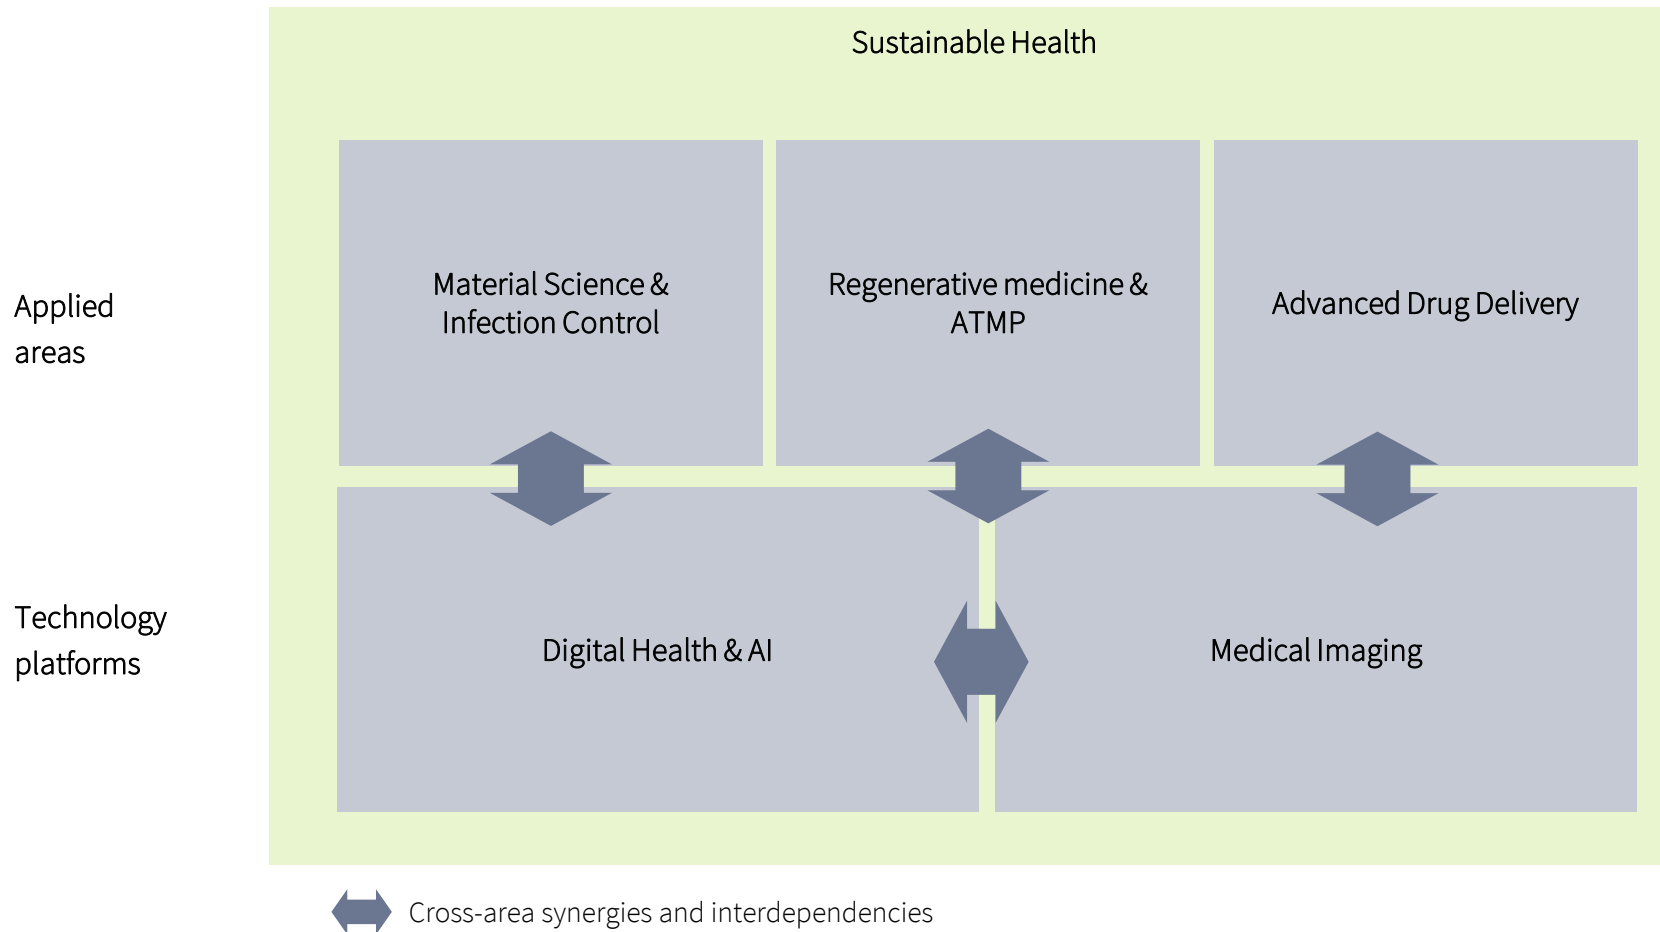 Sustainable Health
Applied
areas
Material Science &
Infection Control
Regenerative medicine &
ATMP
Advanced Drug Delivery
Technology
platforms
Digital Health & AI
Medical Imaging
Cross-area synergies and interdependencies